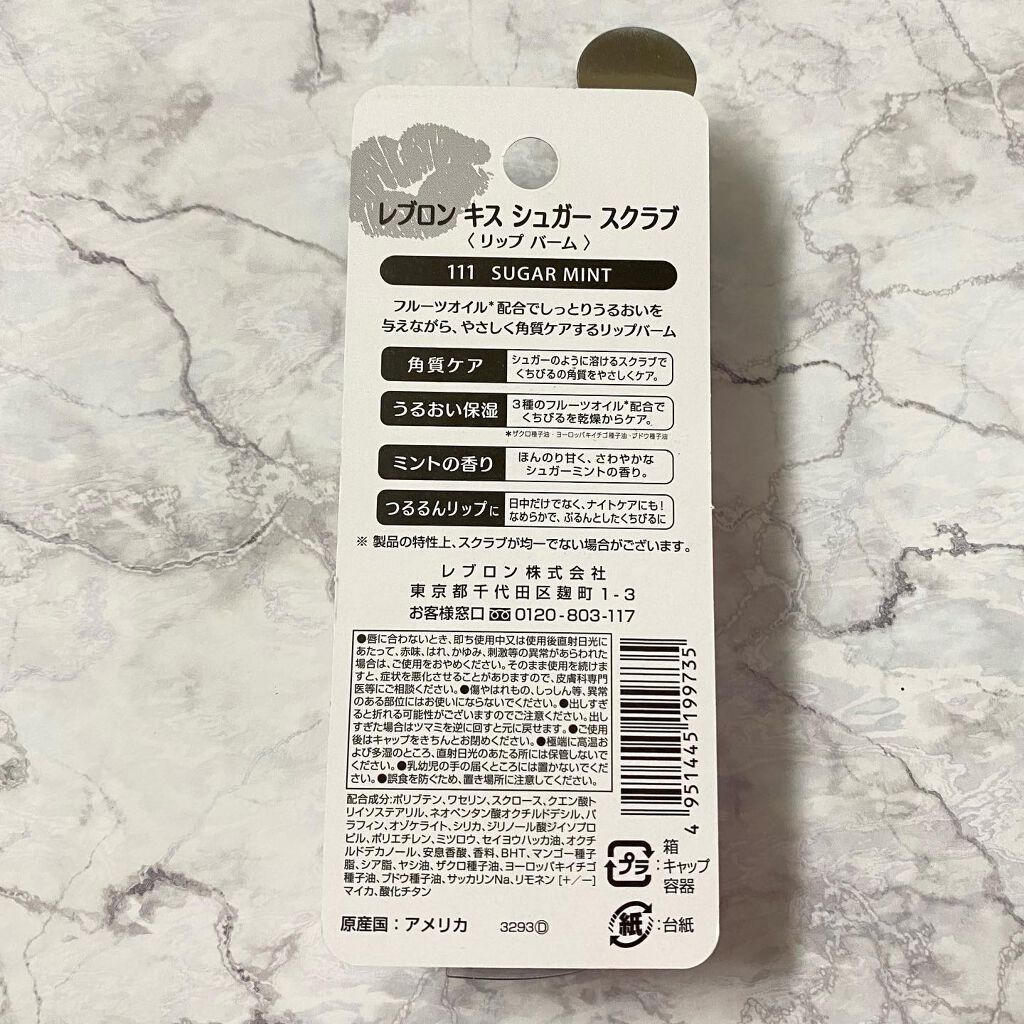 レブロン キス シュガー スクラブ
〈 リップ バーム 〉
111 SUGAR MINT
フルーツオイル*配合でしっとりうるおいを
与えながら、やさしく角質ケアするリップバーム
角質ケア
シュガーのように溶けるスクラブで
くちびるの角質をやさしくケア。
うるおい保湿
3種のフルーツオイル*配合で
くちびるを乾燥からケア。
*ザクロ種子油・ヨーロッパキイチゴ種子油・ブドウ種子油
ミントの香り
ほんのり甘く、さわやかな
シュガーミントの香り。
つるるんリップに
日中だけでなく、ナイトケアにも!
なめらかで、ぷるんとしたくちびるに
※ 製品の特性上、スクラブが均一でない場合がございます。
レブロン株式会社
東京都千代田区麹町1-3
お客様窓口 0120-803-117
●唇に合わないとき、即ち使用中又は使用後直射日光に
あたって、赤味、はれ、かゆみ、刺激等の異常があらわれた
場合は、ご使用をおやめください。そのまま使用を続けま
すと、症状を悪化させることがありますので、皮膚科専門
医等にご相談ください。●傷やはれもの、しっしん等、異常
のある部位にはお使いにならないでください。●出しすぎ
ると折れる可能性がございますのでご注意ください。出し
すぎた場合はツマミを逆に回すと元に戻せます。●ご使用
後はキャップをきちんとお閉めください。●極端に高温お
よび多湿のところ、直射日光のあたる所には保管しないで
ください。●乳幼児の手の届くところには置かないでくだ
さい。●誤食を防ぐため、置き場所に注意してください。
4951445199735
配合成分:ポリブテン、ワセリン、スクロース、クエン酸ト
リイソステアリル、ネオペンタン酸オクチルドデシル、パ
ラフィン、オゾケライト、シリカ、ジリノール酸ジイソプロ
ピル、ポリエチレン、ミツロウ、セイヨウハッカ油、オクチ
ルドデカノール、安息香酸、香料、BHT、マンゴー種子
脂、シア脂、ヤシ油、ザクロ種子油、ヨーロッパキイチゴ
種子油、ブドウ種子油、サッカリンNa、リモネン [+/ー]
マイカ、酸化チタン
プラ
箱
:キャップ
容器
原産国:アメリカ
3293Ⓓ
紙
:台紙